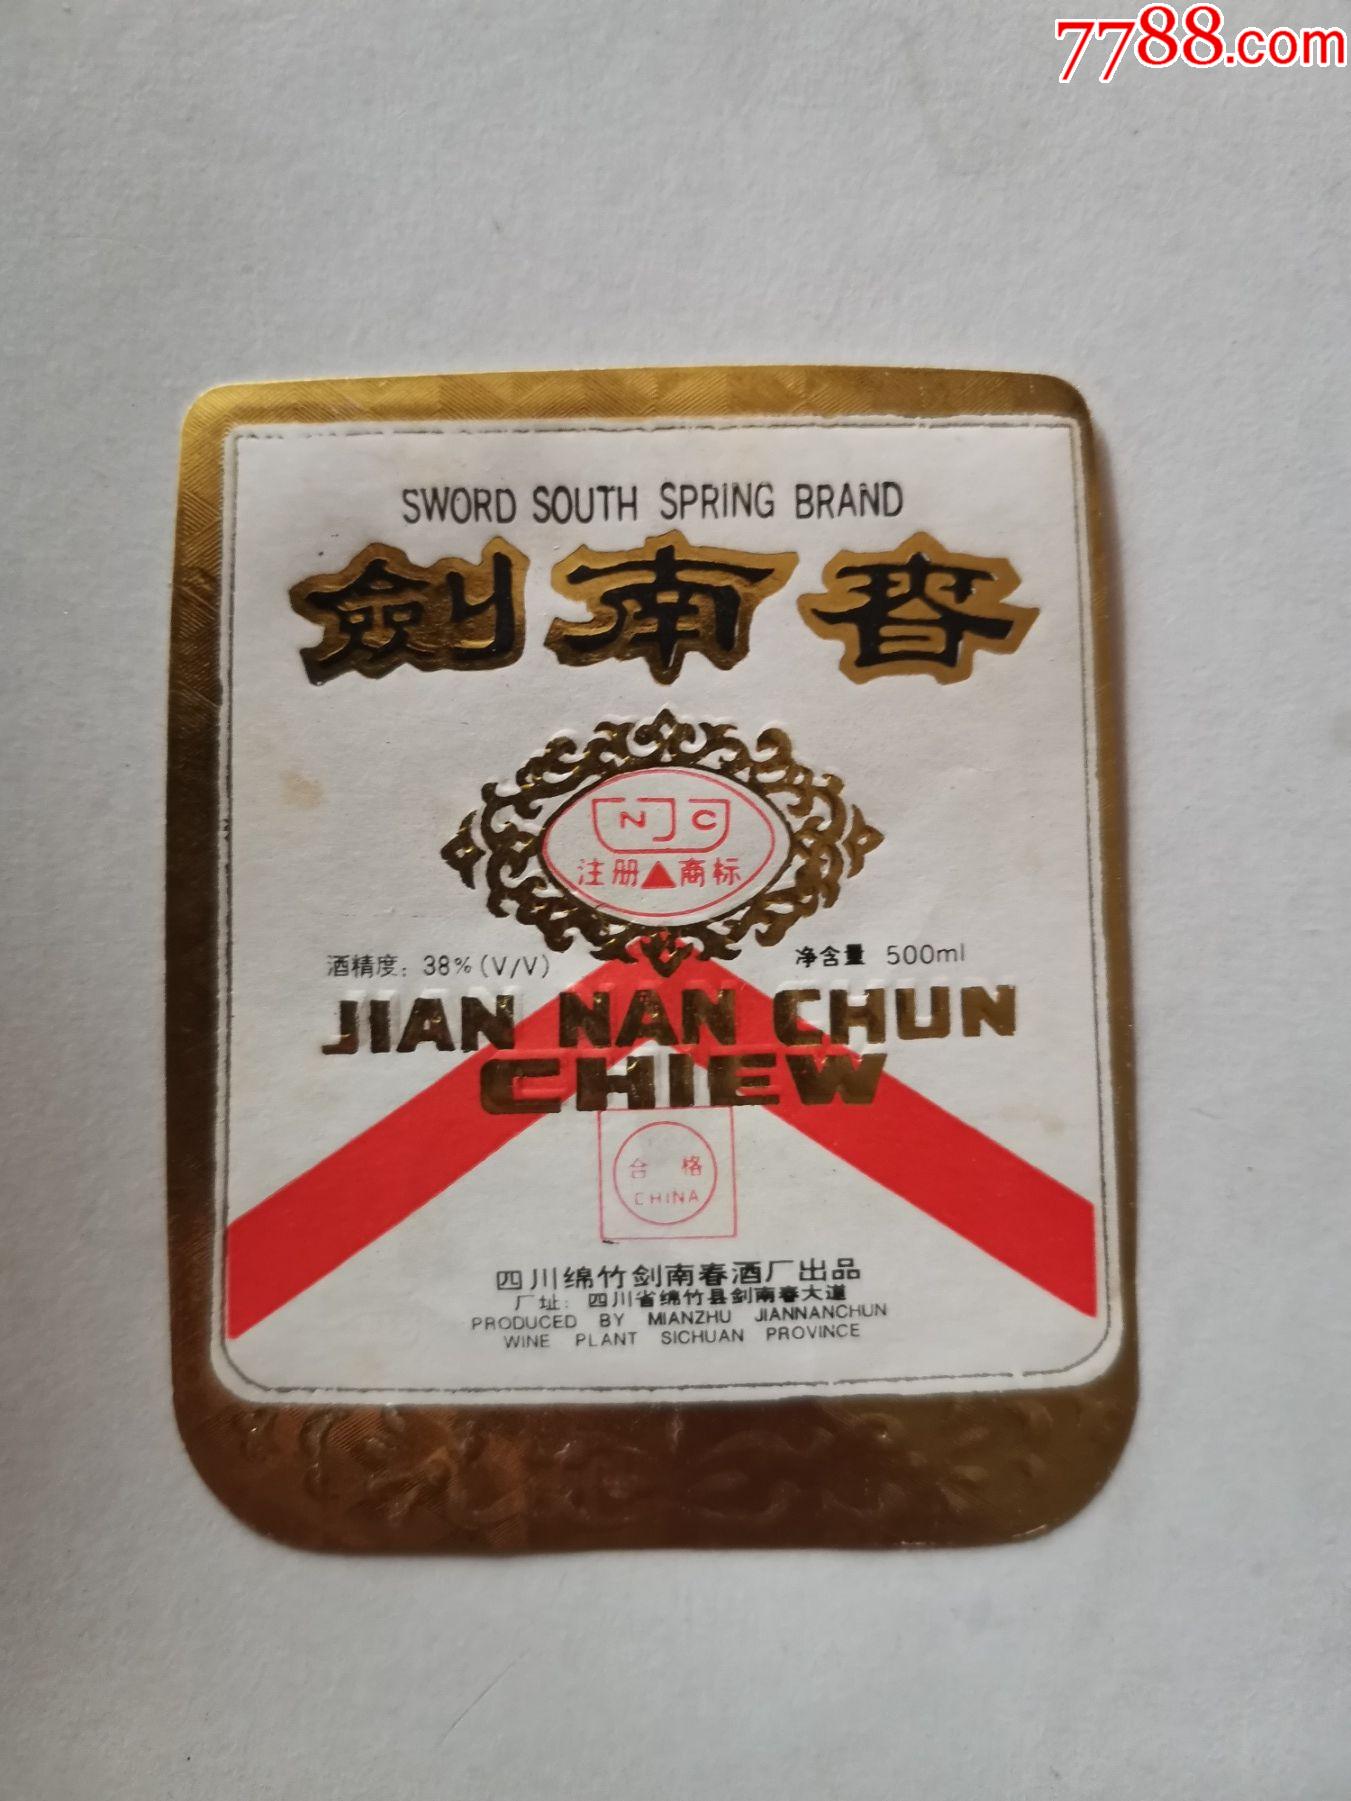 7788.com
SWORD SOUTH SPRING BRAND
劍南春
NJC
注册 商标
酒精度: 38%(V/V) 净含量 500ml
JIAN NAN CHUN
CHIEW
合格
CHINA
四川绵竹剑南春酒厂出品
厂址: 四川省绵竹县剑南春大道
PRODUCED BY MIANZHU JIANNANCHUN
WINE PLANT SICHUAN PROVINCE